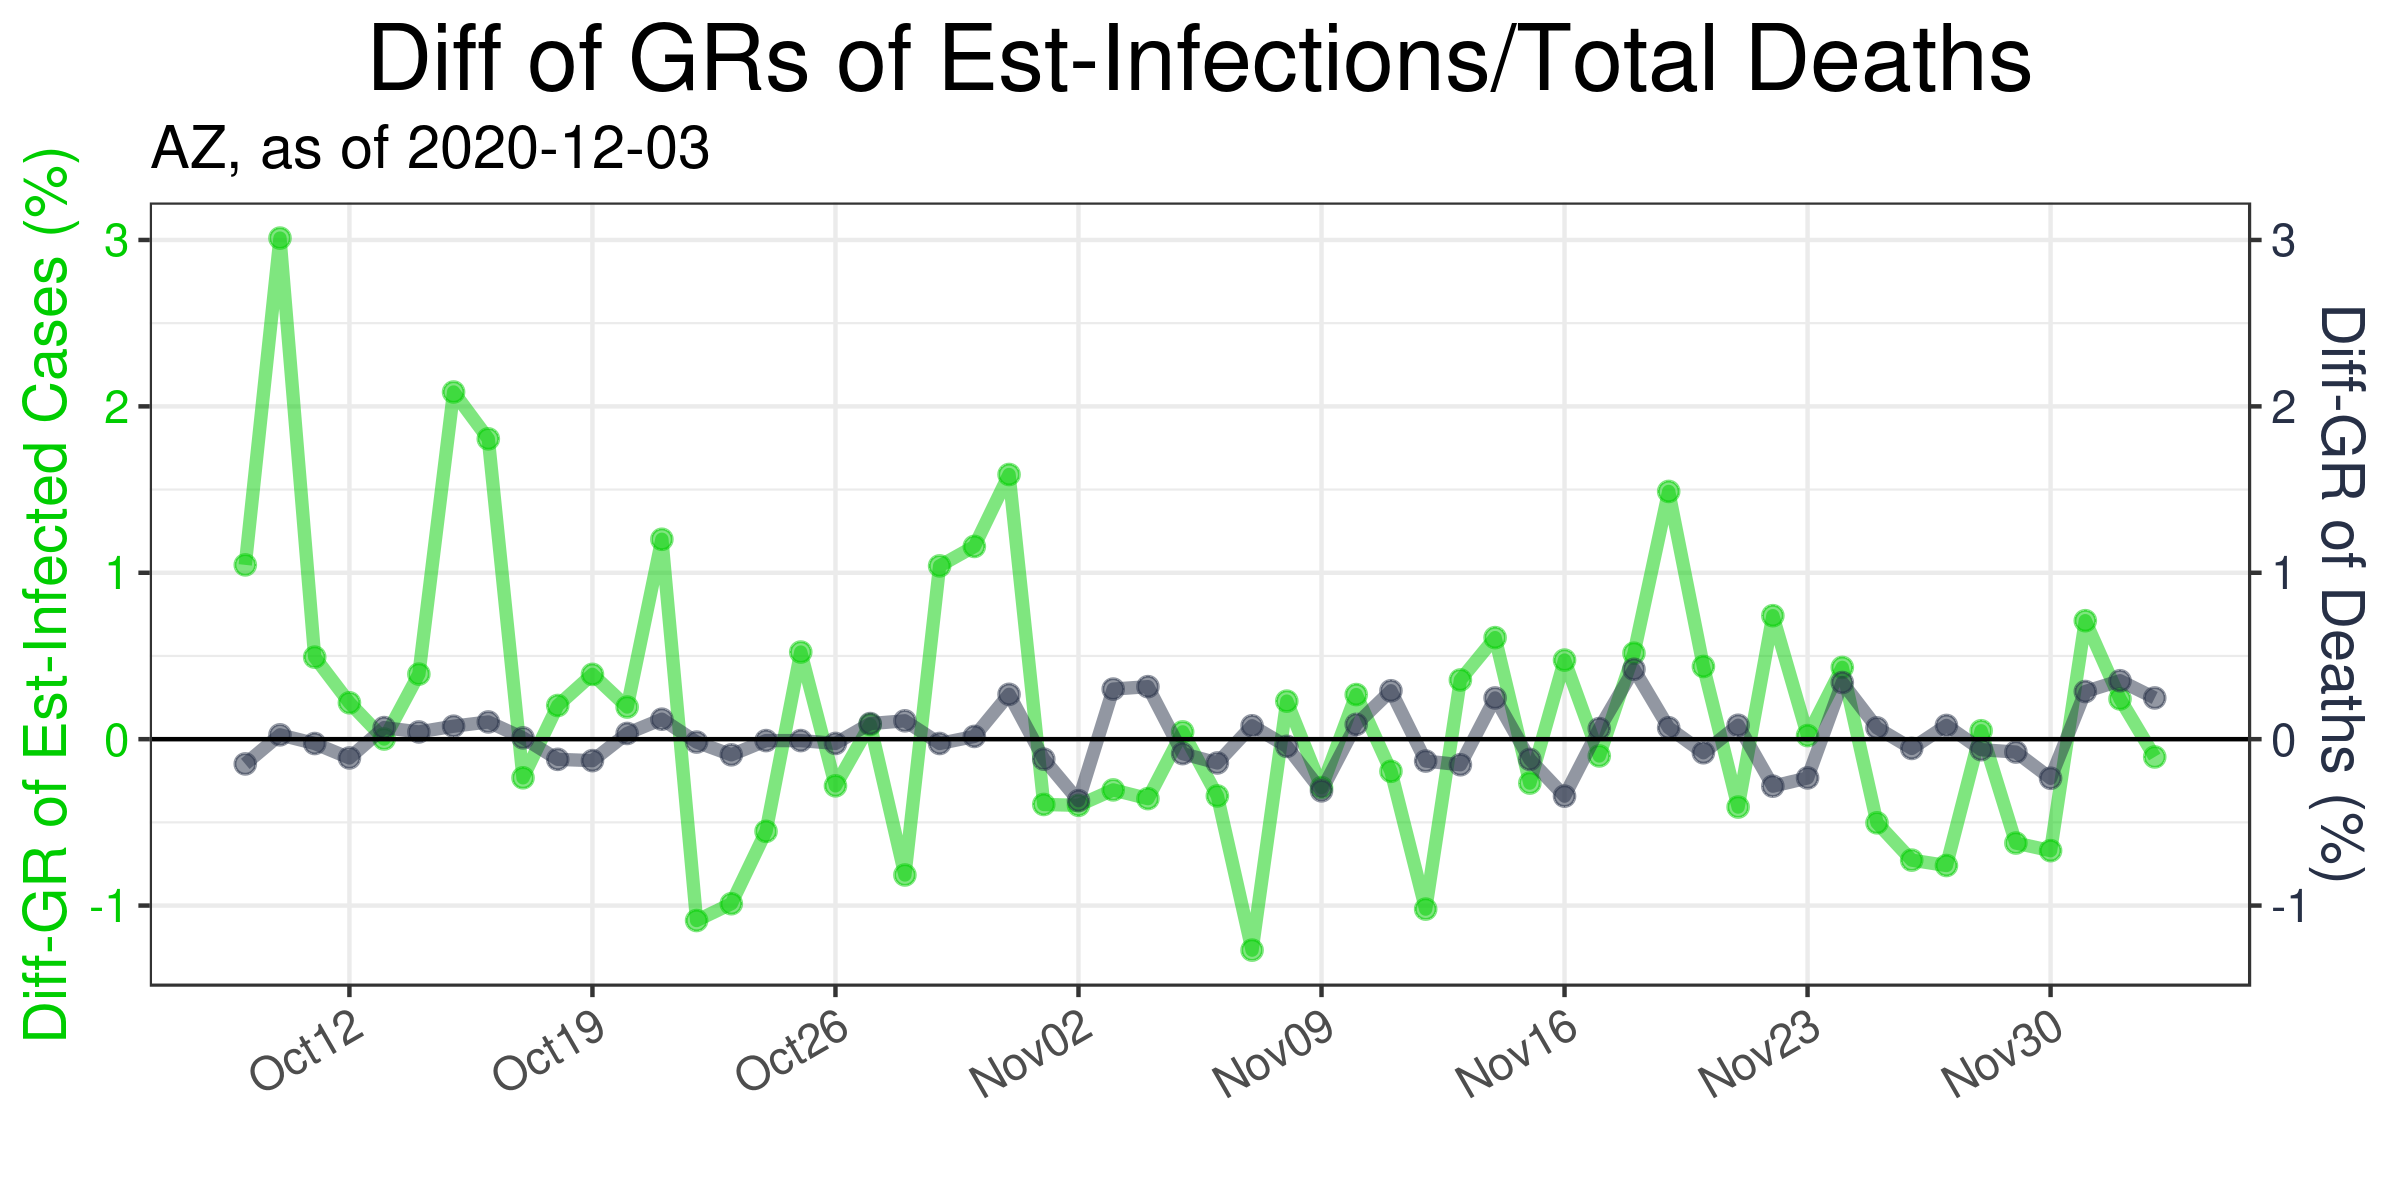 Diff of GRs of Est-Infections/Total Deaths
AZ, as of 2020-12-03
Diff-GR of Est-Infected Cases (%)
3
2
1
0
-1
3
2
1
0
-1
Diff-GR of Deaths (%)
Oct12
Oct19
Oct26
Nov02
Nov09
Nov16
Nov23
Nov30